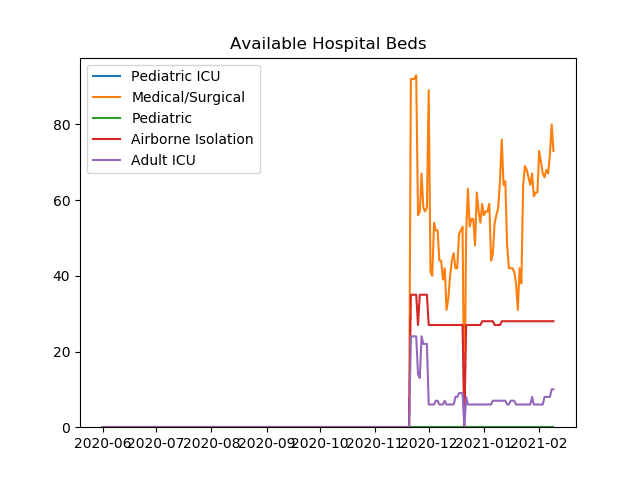 Available Hospital Beds
Pediatric ICU
Medical/Surgical
Pediatric
Airborne Isolation
Adult ICU
80
60
40
20
0
2020-06 2020-07 2020-08 2020-09 2020-10 2020-11 2020-12 2021-01 2021-02